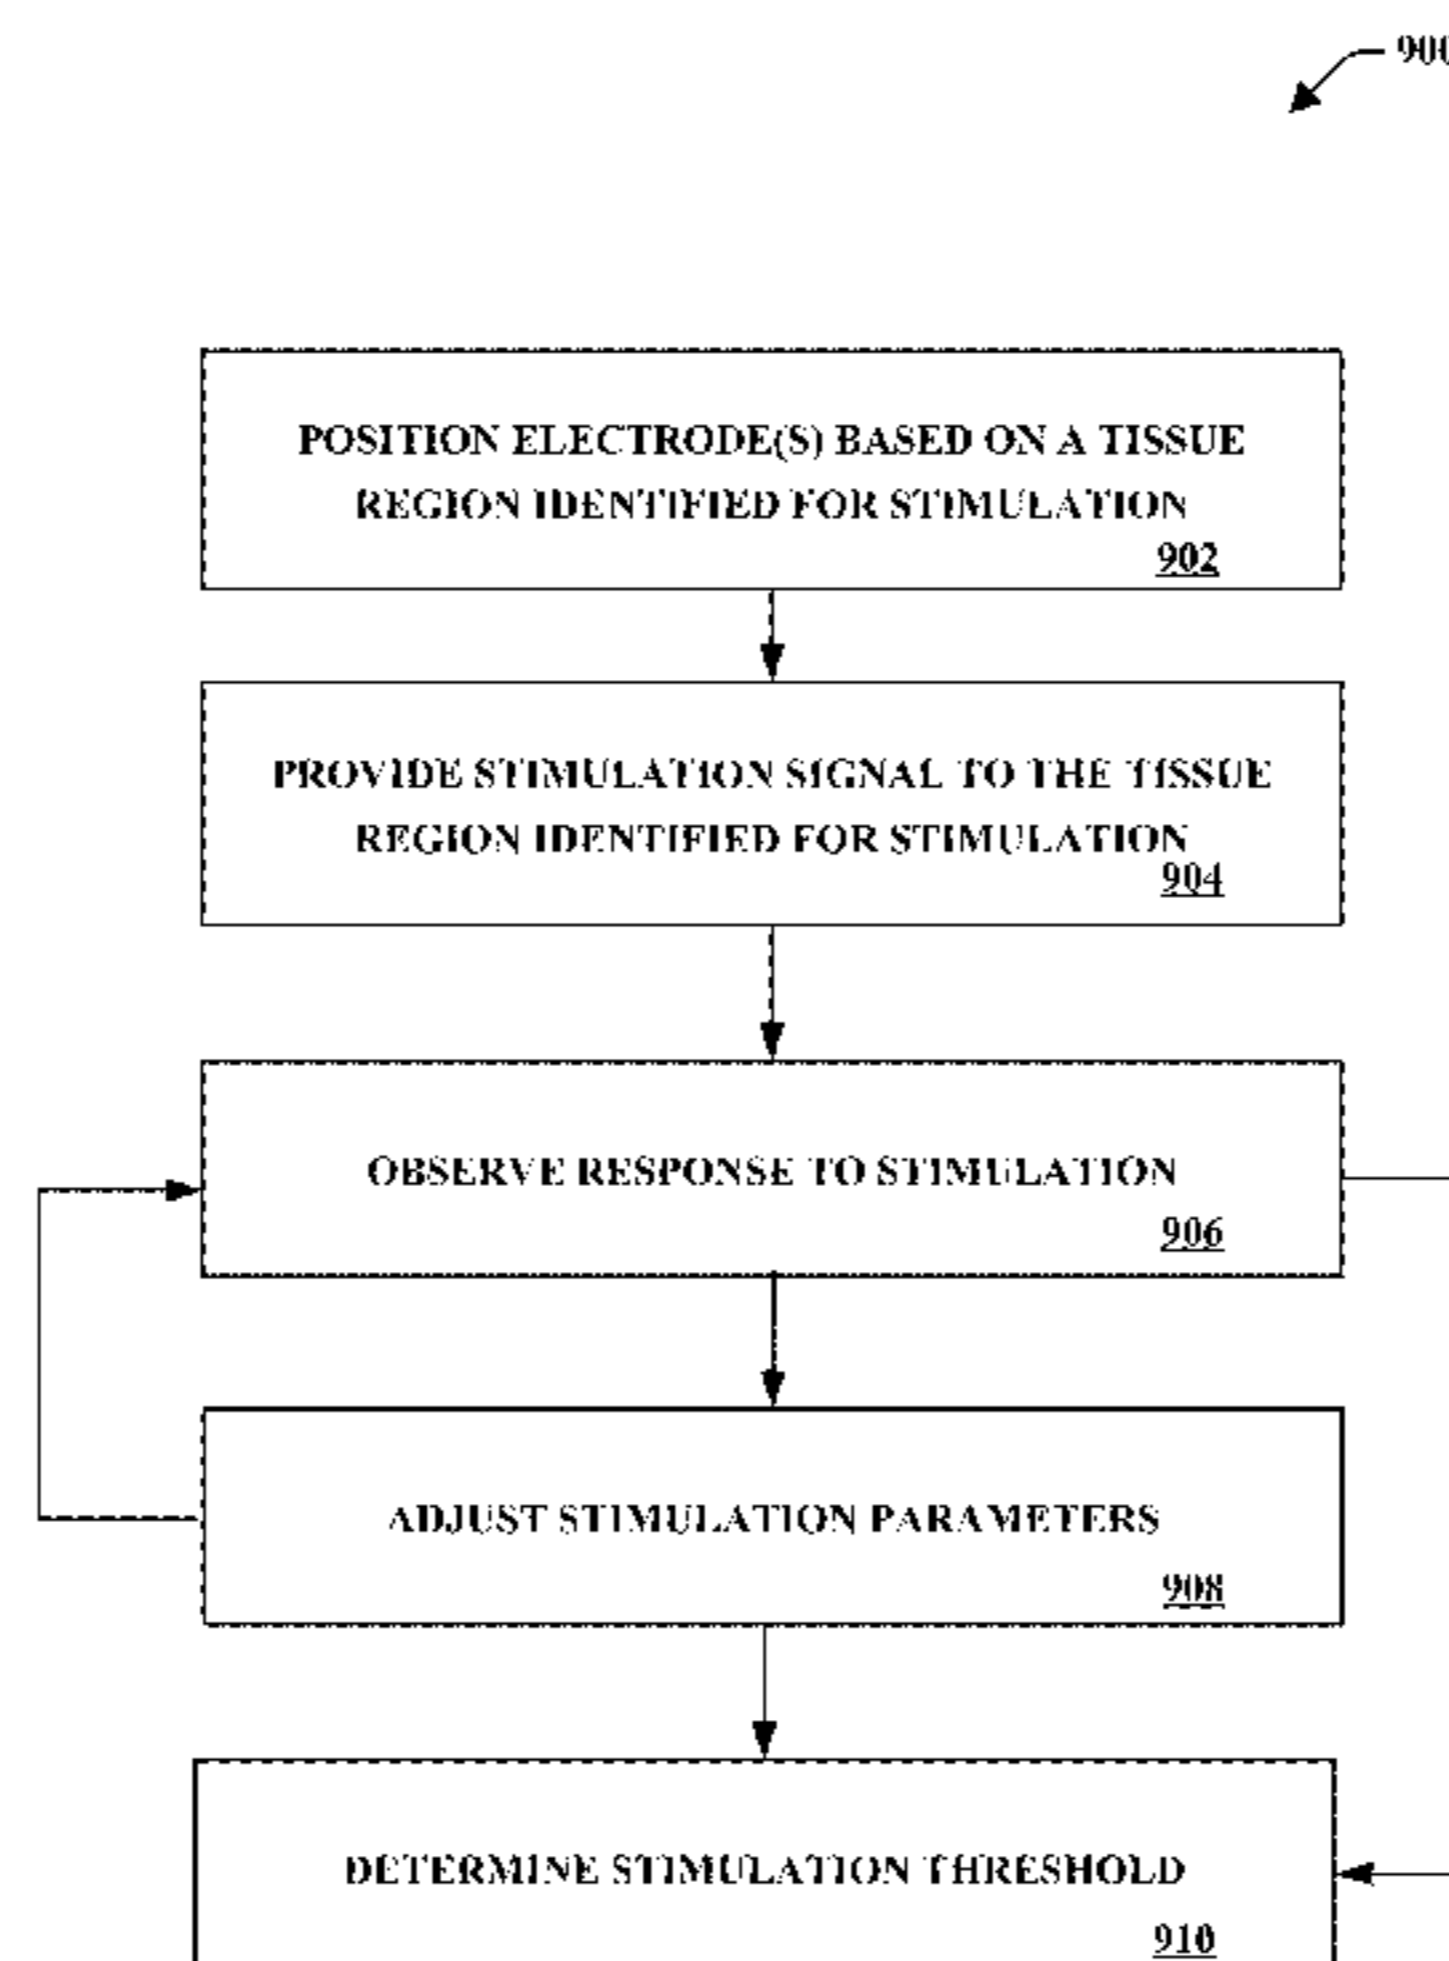 900
POSITION ELECTRODE(S) BASED ON A TISSUE
REGION IDENTIFIED FOR STIMULATION
902
PROVIDE STIMULATION SIGNAL TO THE TISSUE
REGION IDENTIFIED FOR STIMULATION
904
OBSERVE RESPONSE TO STIMULATION
906
ADJUST STIMULATION PARAMETERS
908
DETERMINE STIMULATION THRESHOLD
910